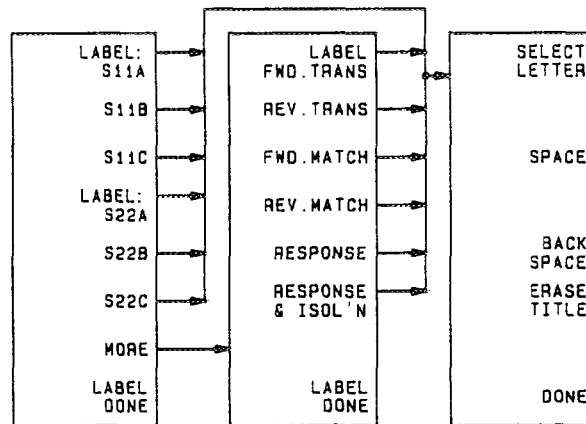 LABEL:
S11A
S11B
S11C
LABEL:
S22A
S22B
S22C
MORE
LABEL
DONE
LABEL
FWD.TRANS
REV.TRANS
FWD.MATCH
REV.MATCH
RESPONSE
RESPONSE
& ISOL'N
LABEL
DONE
SELECT
LETTER
SPACE
BACK
SPACE
ERASE
TITLE
DONE